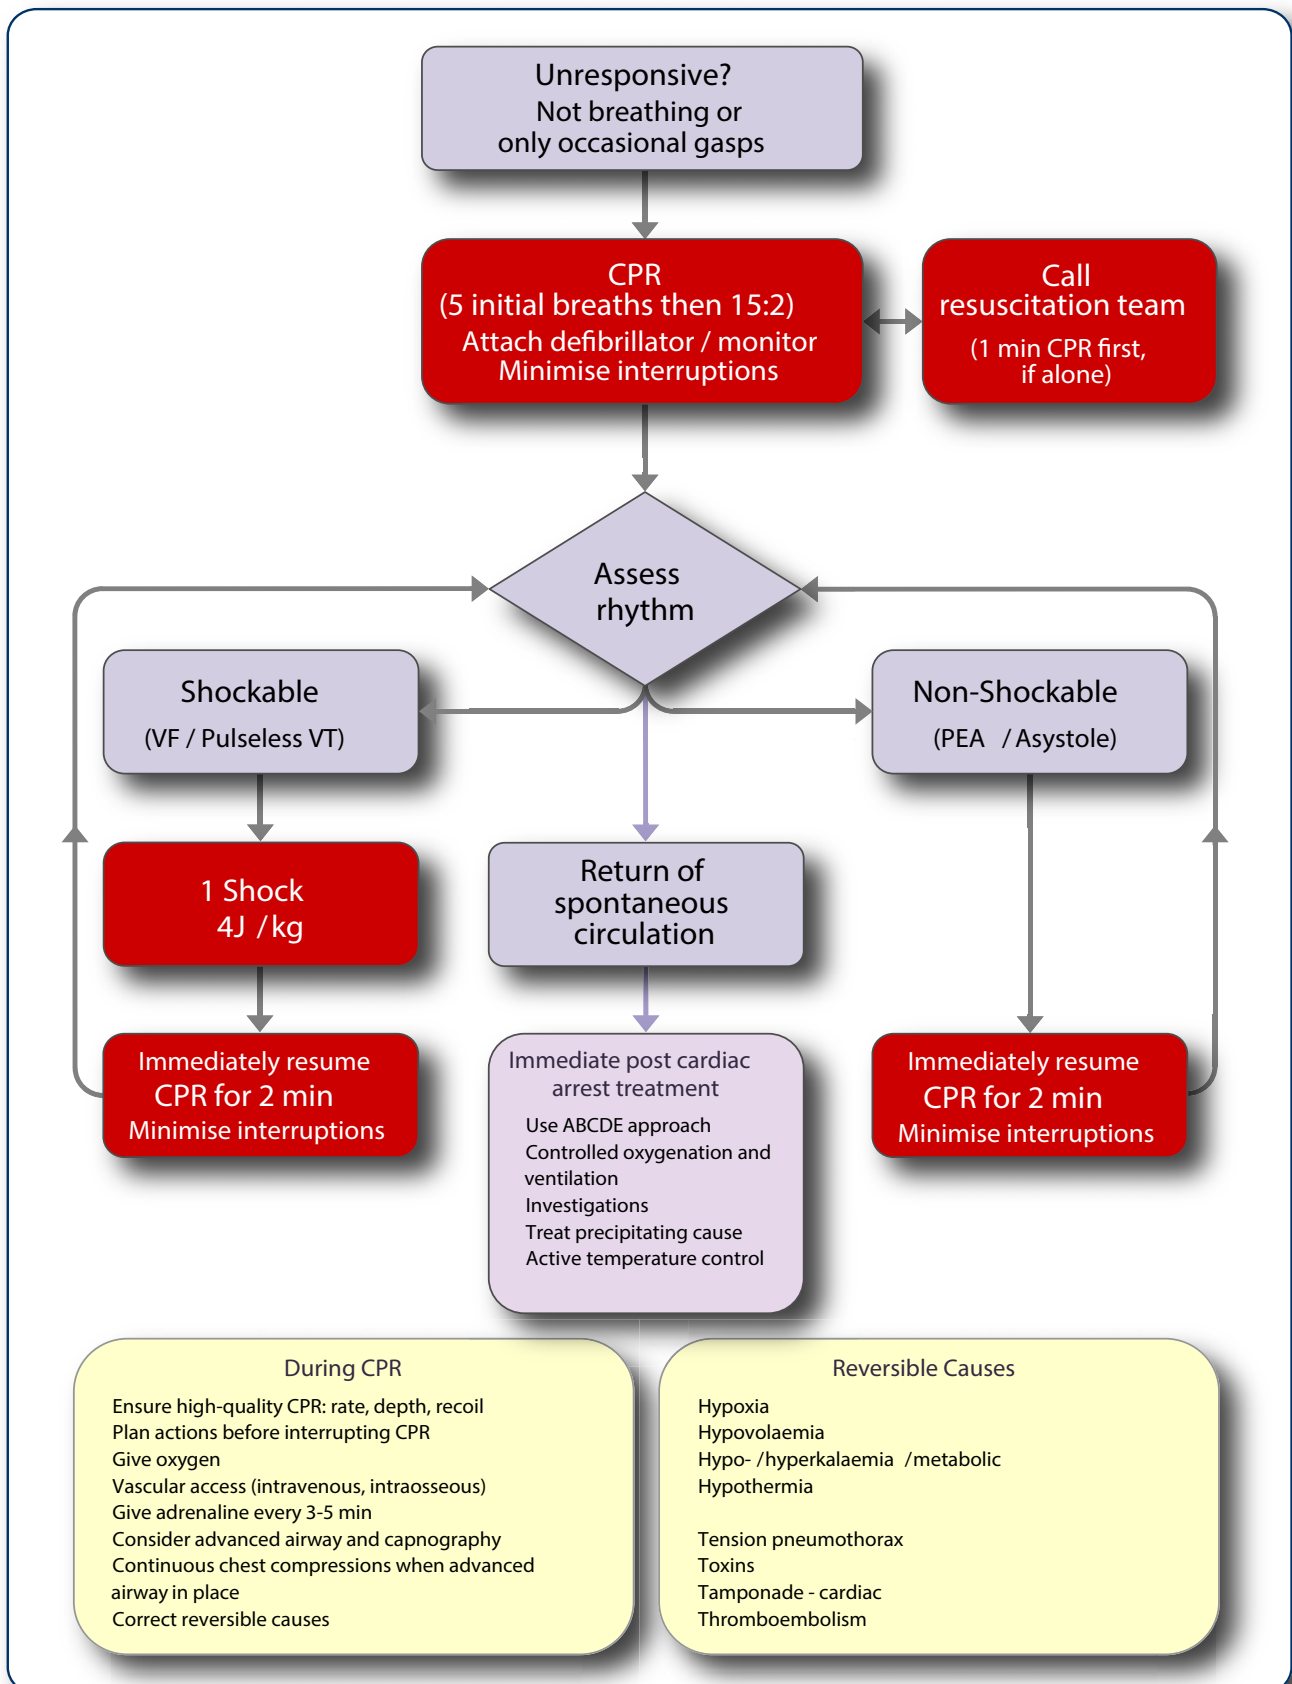 Unresponsive?
Not breathing or
only occasional gasps
CPR
(5 initial breaths then 15:2)
Attach defibrillator / monitor
Minimise interruptions
Call
resuscitation team
(1 min CPR first,
if alone)
Assess
rhythm
Shockable
(VF / Pulseless VT)
Non-Shockable
(PEA / Asystole)
1 Shock
4J / kg
Return of
spontaneous
circulation
Immediately resume
CPR for 2 min
Minimise interruptions
Immediate post cardiac
arrest treatment
Use ABCDE approach
Controlled oxygenation and
ventilation
Investigations
Treat precipitating cause
Active temperature control
Immediately resume
CPR for 2 min
Minimise interruptions
During CPR
Ensure high-quality CPR: rate, depth, recoil
Plan actions before interrupting CPR
Give oxygen
Vascular access (intravenous, intraosseous)
Give adrenaline every 3-5 min
Consider advanced airway and capnography
Continuous chest compressions when advanced
airway in place
Correct reversible causes
Reversible Causes
Hypoxia
Hypovolaemia
Hypo- /hyperkalaemia /metabolic
Hypothermia
Tension pneumothorax
Toxins
Tamponade - cardiac
Thromboembolism